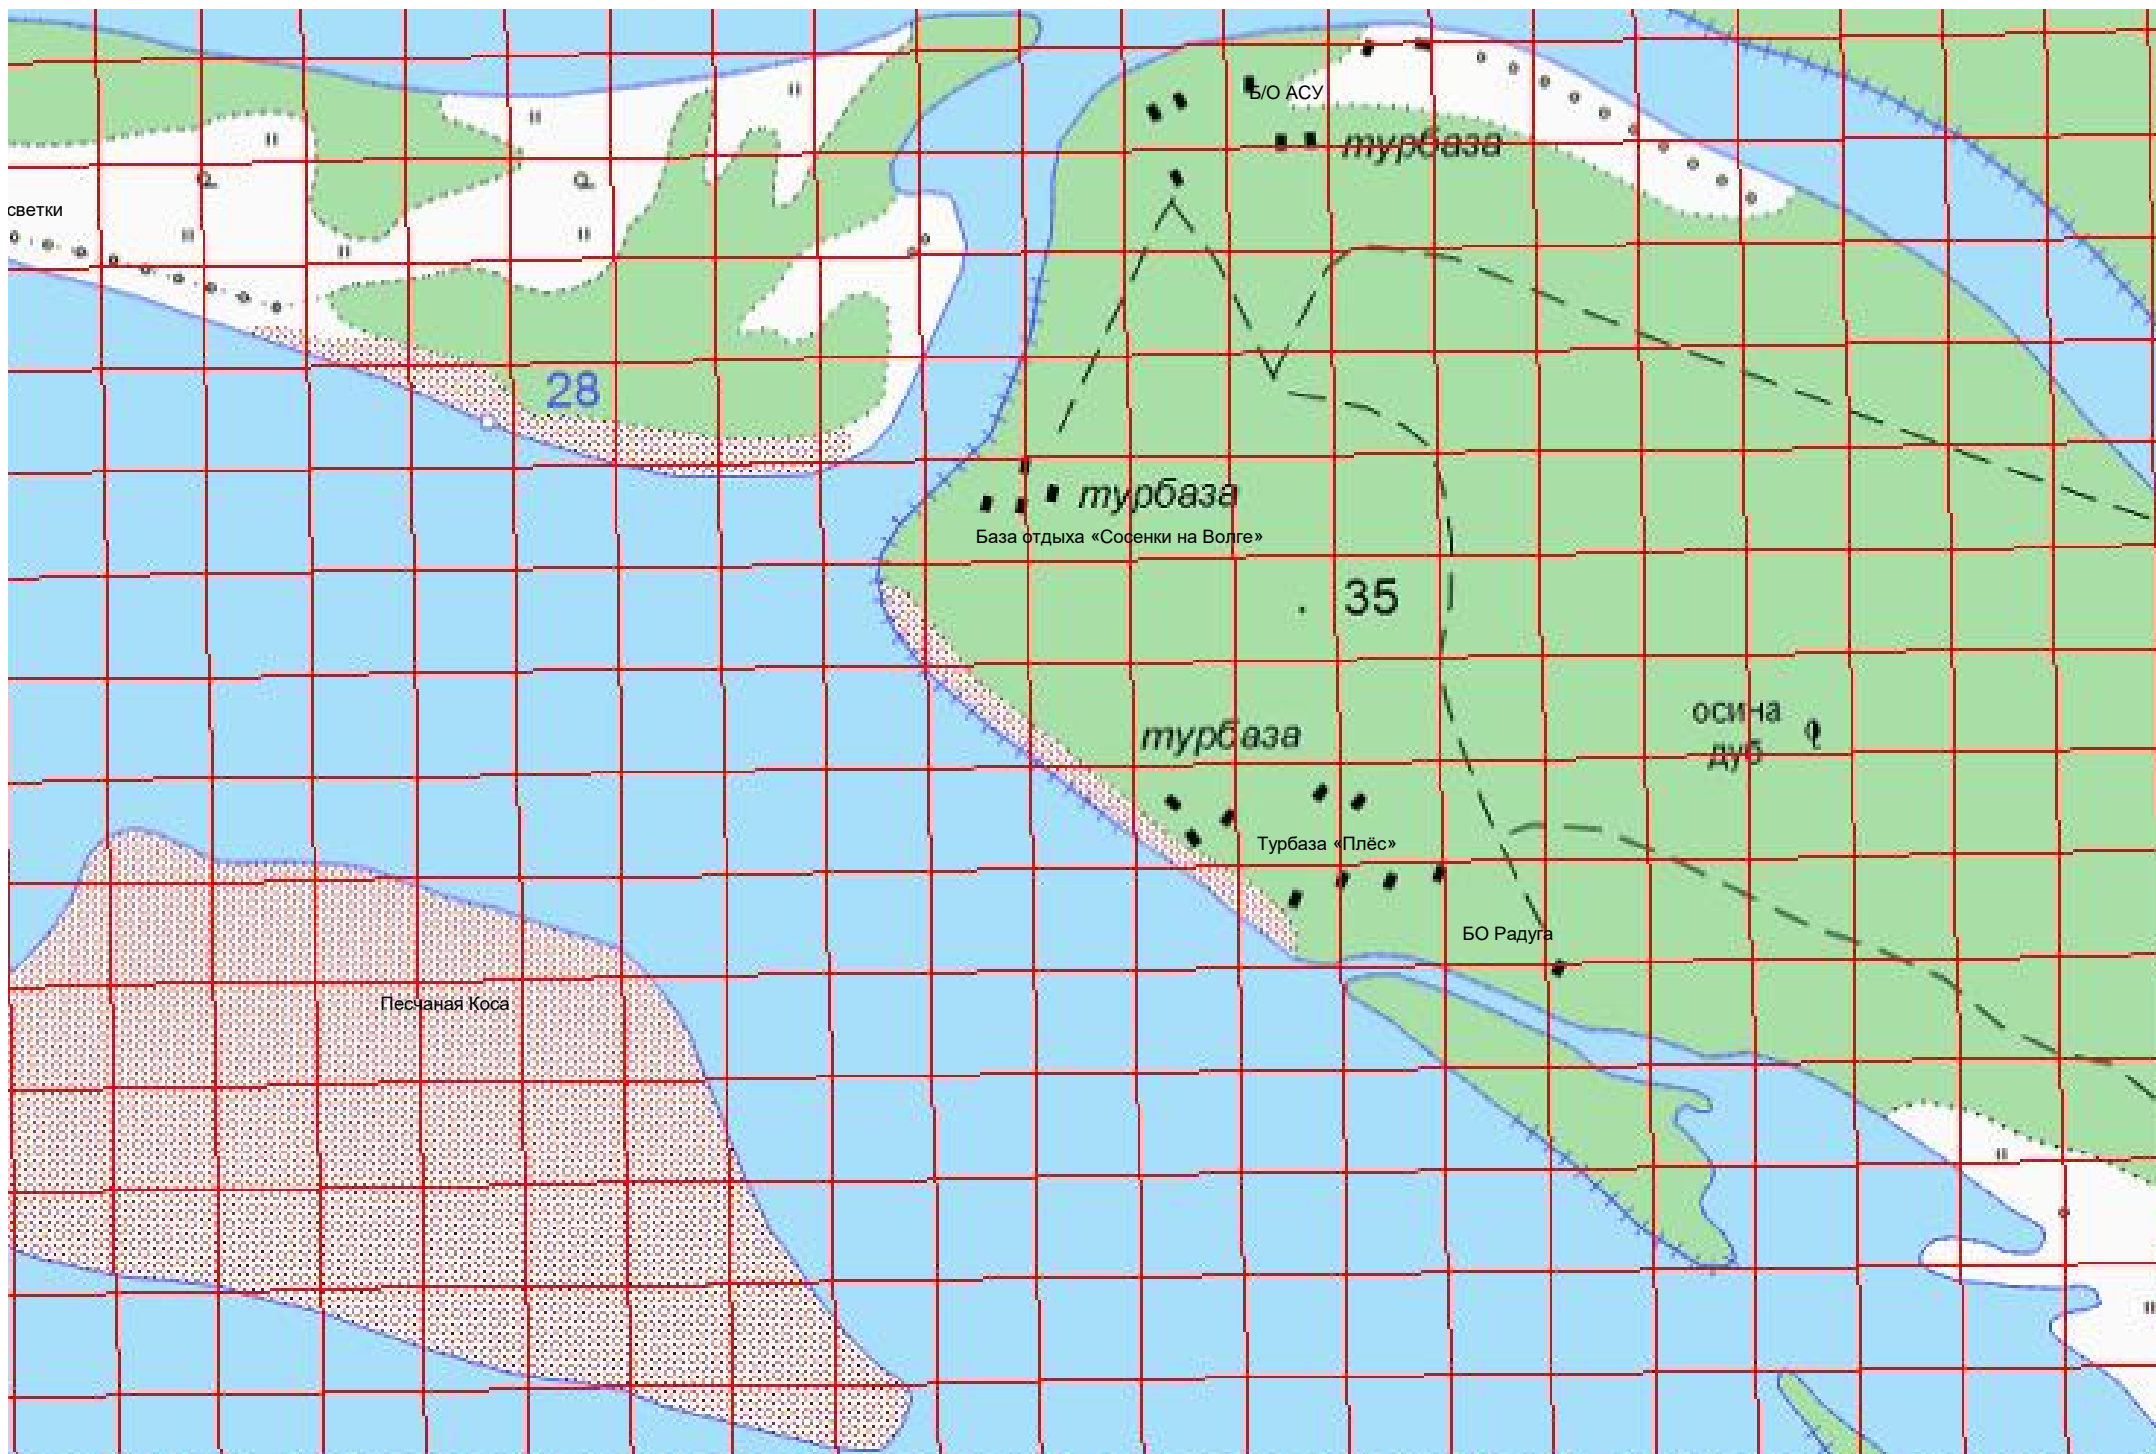 Б/О АСУ
турбаза
светки
28
турбаза
База отдыха «Сосенки на Волге»
35
осина
дуб
турбаза
Турбаза «Плёс»
БО Радуга
Песчаная Коса